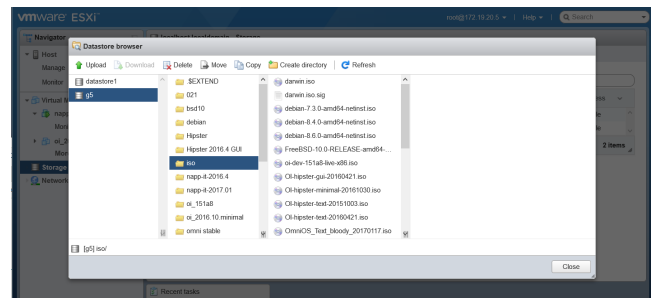 vmware ESXi
root@172.16.20.5 | Help | Search
Navigator
localhost.localdomain - Storage
Host
Manage
Monitor
Storage
Network
Datastore browser
Upload Download Delete Move Copy Create directory Refresh
datastore1
g5
.$EXTEND
021
bsd10
debian
Hipster
Hipster 2016.4 GUI
iso
napp-it-2016 4
napp-it-2017.01
oi_151a8
oi_2016.10.minimal
omni stable
darwin.iso
darwin.iso.sig
debian-7.3.0-amd64-netinst.iso
debian-8.4.0-amd64-netinst.iso
debian-8.6.0-amd64-netinst.iso
FreeBSD-10.0-RELEASE-amd64-...
oi-dev-151a8-live-x86.iso
OI-hipster-gui-20160421.iso
OI-hipster-minimal-20161030.iso
OI-hipster-text-20151003.iso
OI-hipster-text-20160421.iso
OmniOS_Text_bloody_20170117.iso
2 items
[g5] iso/
Close
Recent tasks